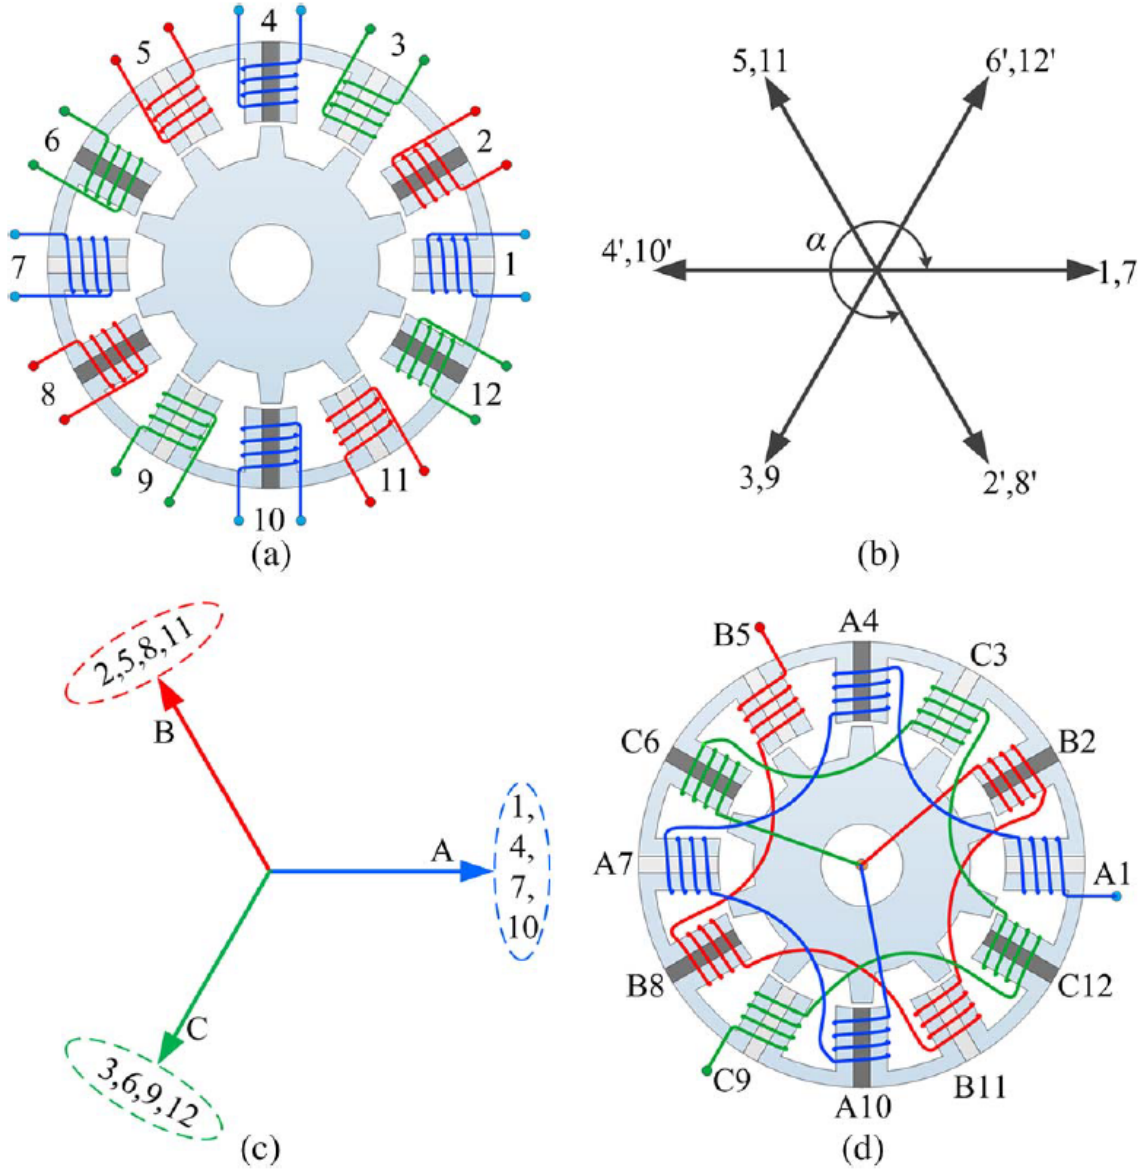 4
5
3
6
2
7
1
8
12
9
11
10
(a)
5,11
6',12'
α
4',10'
1,7
3,9
2',8'
(b)
2,5,8,11
B
A
1,
4,
7,
10
C
3,6,9,12
(c)
A4
B5
C3
C6
B2
A7
A1
B8
C12
C9
B11
A10
(d)